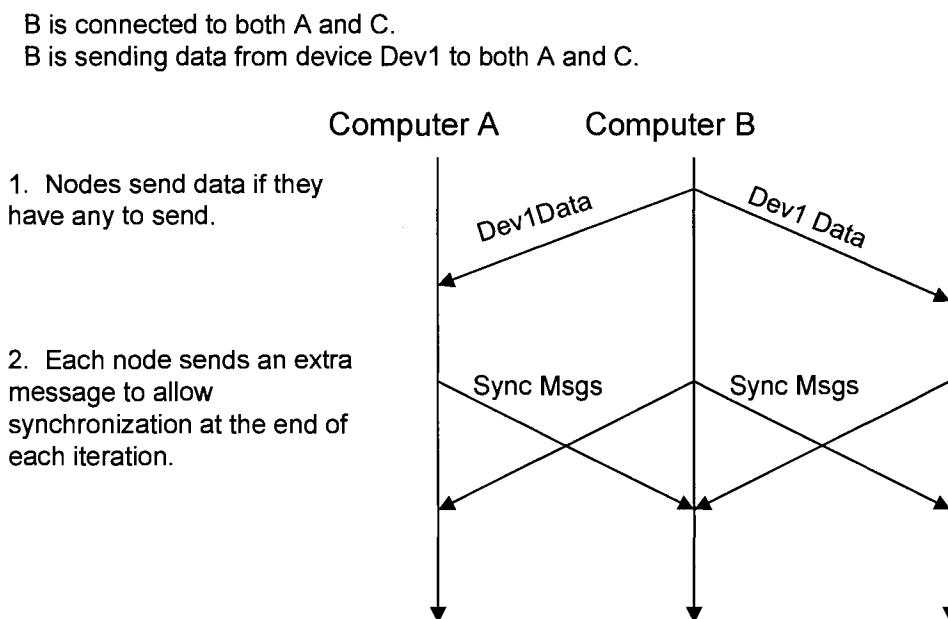 B is connected to both A and C.
B is sending data from device Dev1 to both A and C.
Computer A
Computer B
1. Nodes send data if they
have any to send.
Dev1Data
Dev1 Data
2. Each node sends an extra
message to allow
synchronization at the end of
each iteration.
Sync Msgs
Sync Msgs